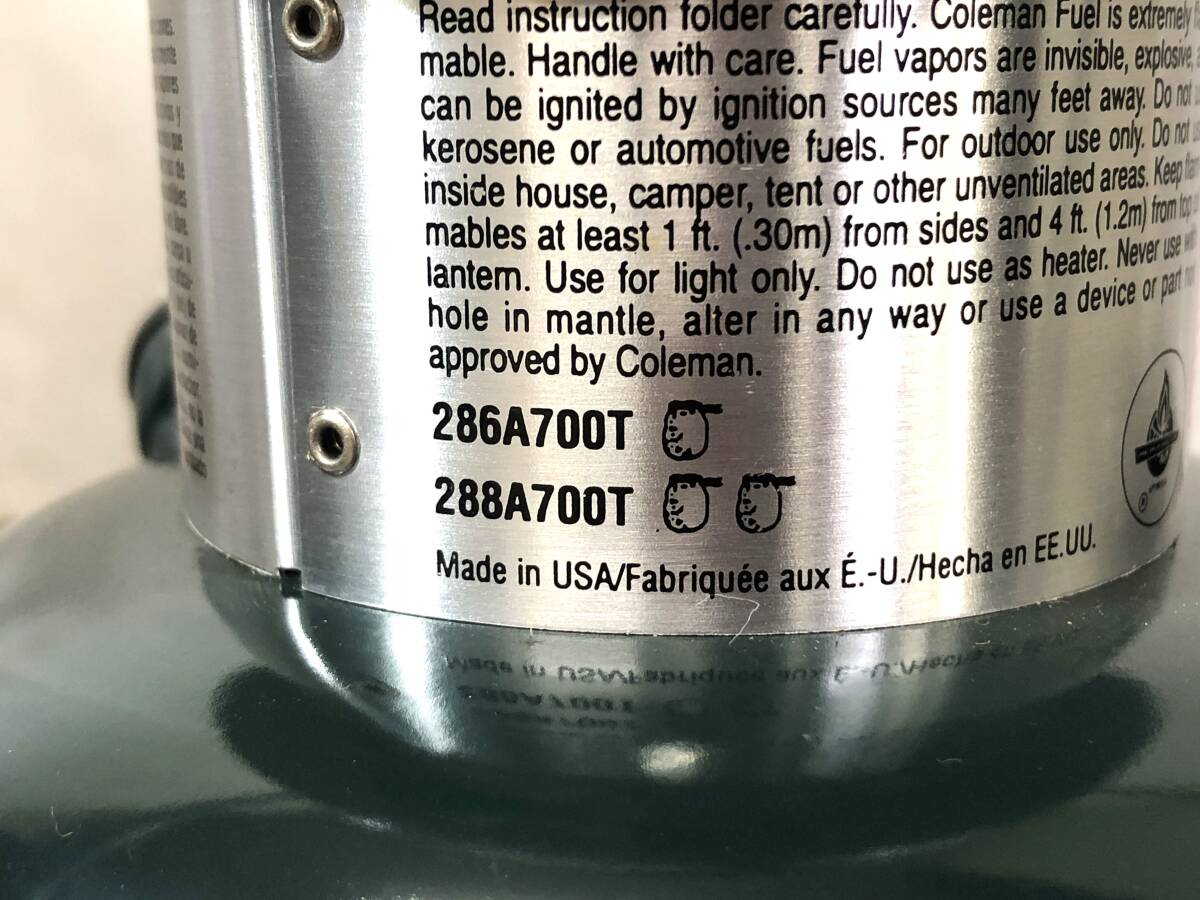 Read instruction folder carefully. Coleman Fuel is extremely
mable. Handle with care. Fuel vapors are invisible, explosive,
can be ignited by ignition sources many feet away. Do not
kerosene or automotive fuels. For outdoor use only. Do not
inside house, camper, tent or other unventilated areas. Keep
mables at least 1 ft. (.30m) from sides and 4 ft. (1.2m) from top
lantern. Use for light only. Do not use as heater. Never use
hole in mantle, alter in any way or use a device or part
approved by Coleman.
286A700T
288A700T
Made in USA/Fabriquée aux É.-U./Hecha en EE.UU.